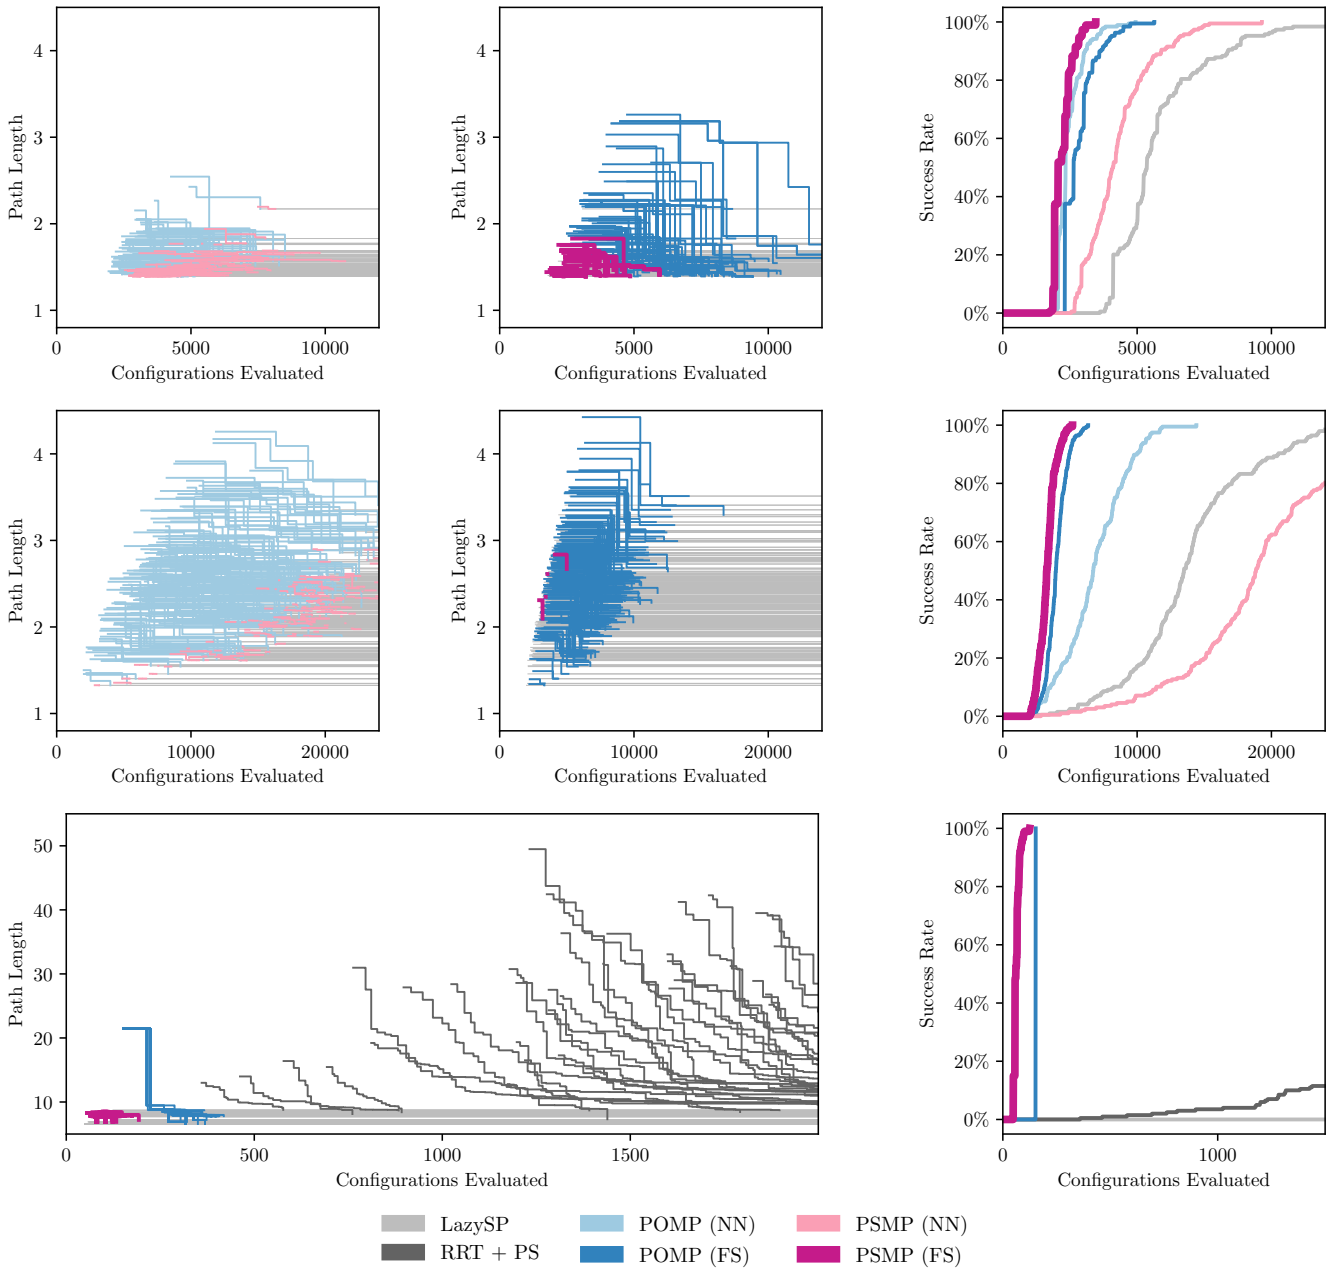 4
3
2
1
0
5000
10000
Path Length
Configurations Evaluated
4
3
2
1
0
5000
10000
Path Length
Configurations Evaluated
100%
80%
60%
40%
20%
0%
0
5000
10000
Success Rate
Configurations Evaluated
4
3
2
1
0
10000
20000
Path Length
Configurations Evaluated
4
3
2
1
0
10000
20000
Path Length
Configurations Evaluated
100%
80%
60%
40%
20%
0%
0
10000
20000
Success Rate
Configurations Evaluated
50
40
30
20
10
0
500
1000
1500
Path Length
Configurations Evaluated
100%
80%
60%
40%
20%
0%
0
1000
Success Rate
Configurations Evaluated
LazySP
RRT + PS
POMP (NN)
POMP (FS)
PSMP (NN)
PSMP (FS)